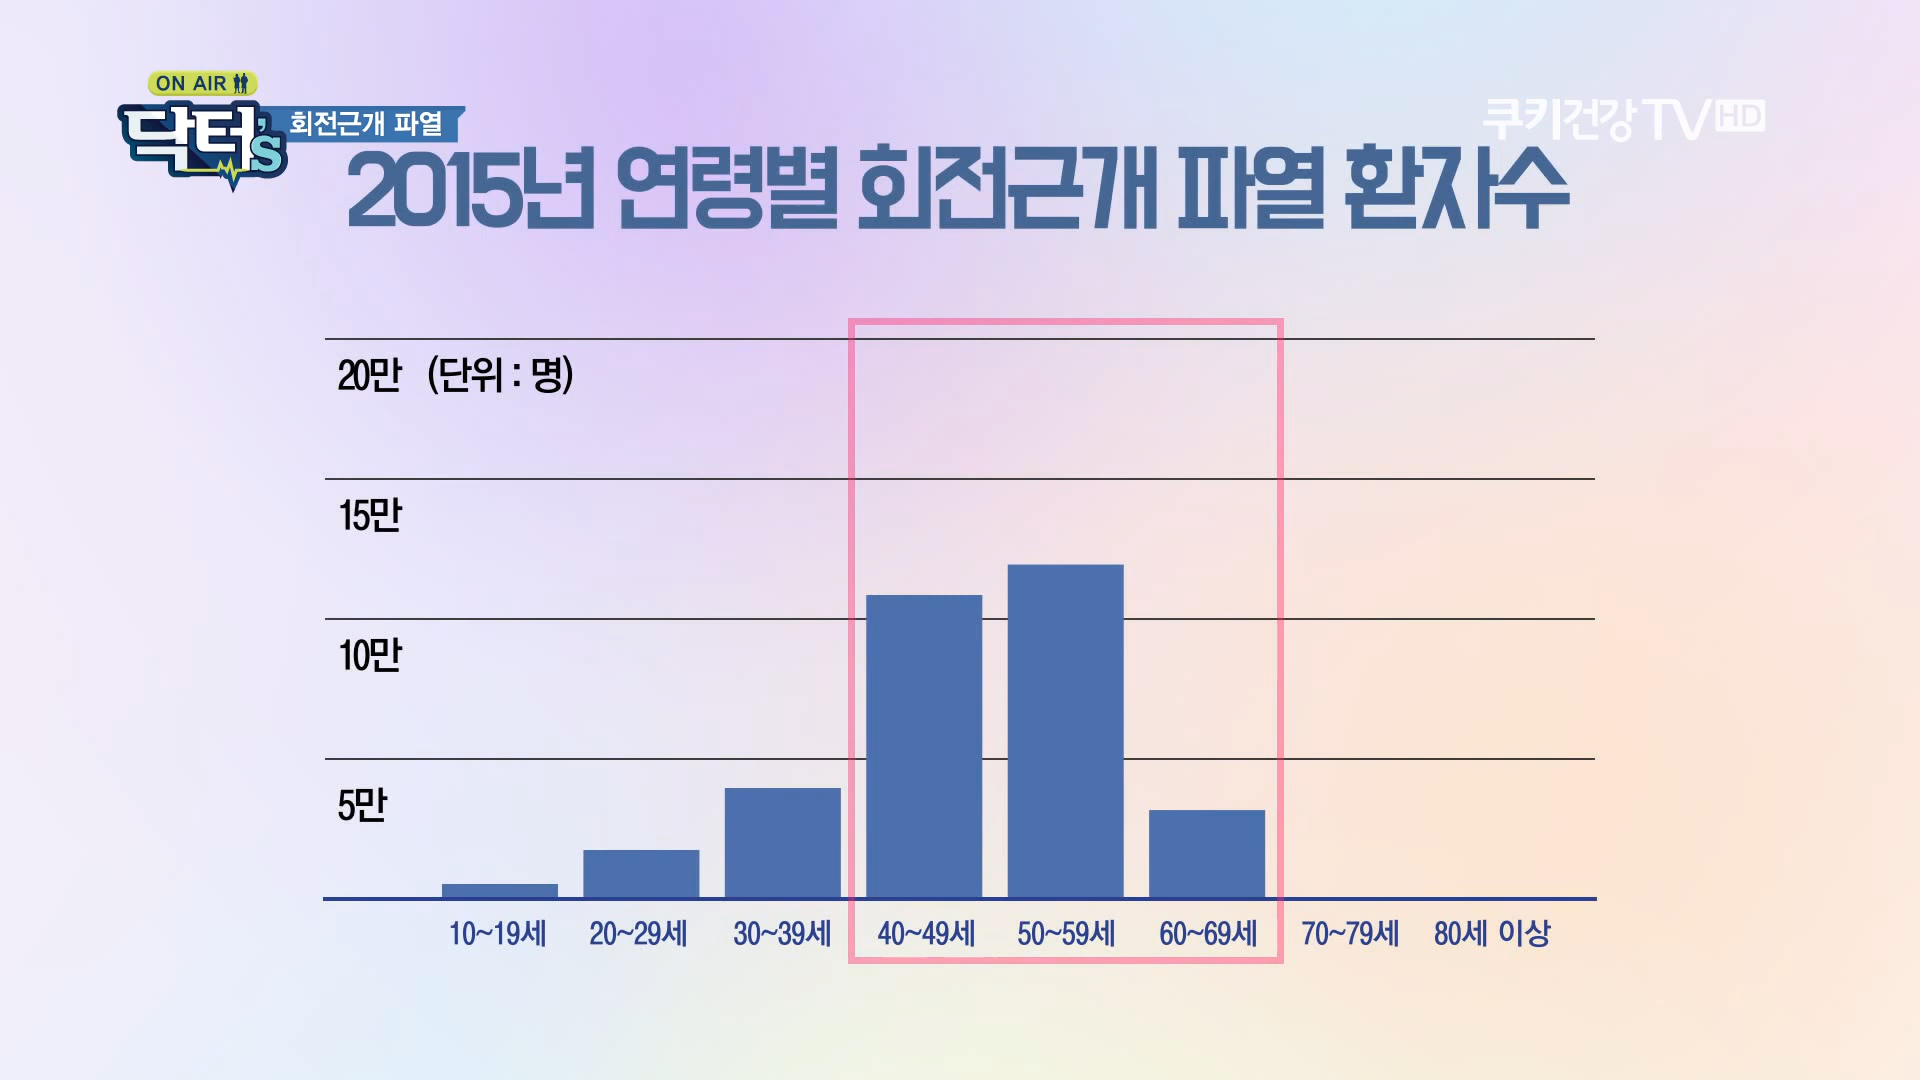 ON AIR
닥터's
회전근개 파열
쿠키건강TV HD
2015년 연령별 회전근개 파열 환자수
20만 (단위 : 명)
15만
10만
5만
10~19세 20~29세 30~39세 40~49세 50~59세 60~69세 70~79세 80세 이상